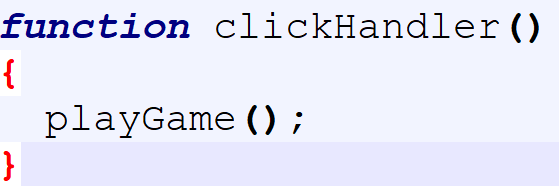 function clickHandler()
{
  playGame();
}